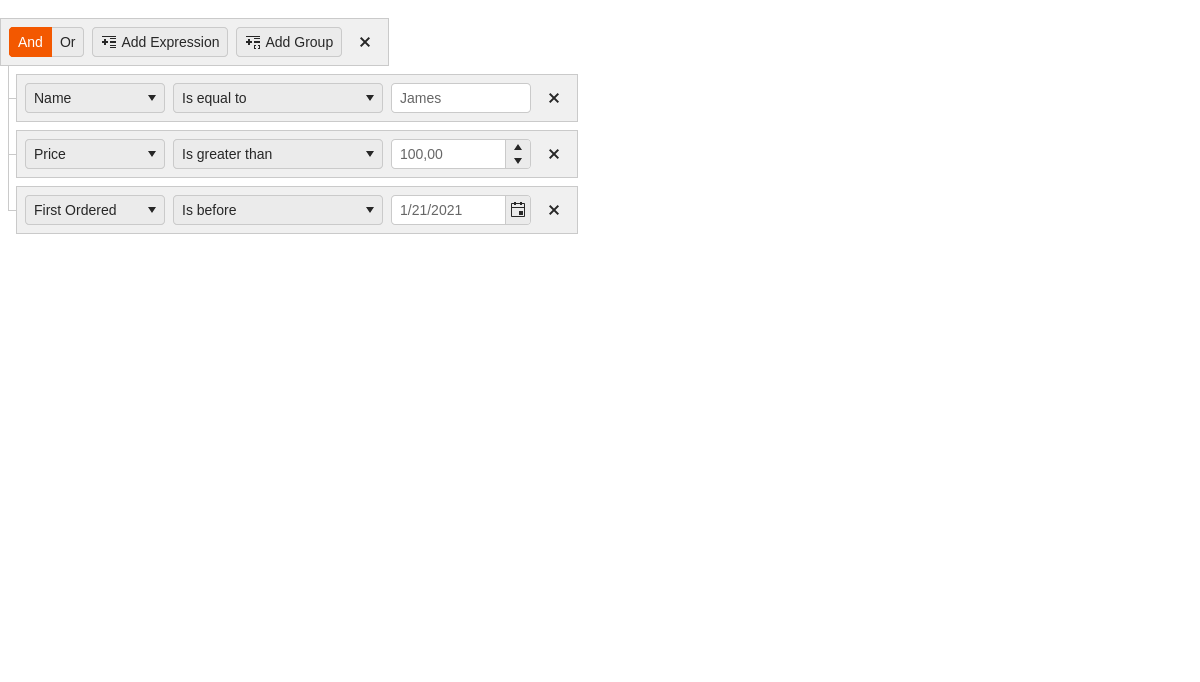 And Or Add Expression Add Group
Name Is equal to James
Price Is greater than 100,00
First Ordered Is before 1/21/2021